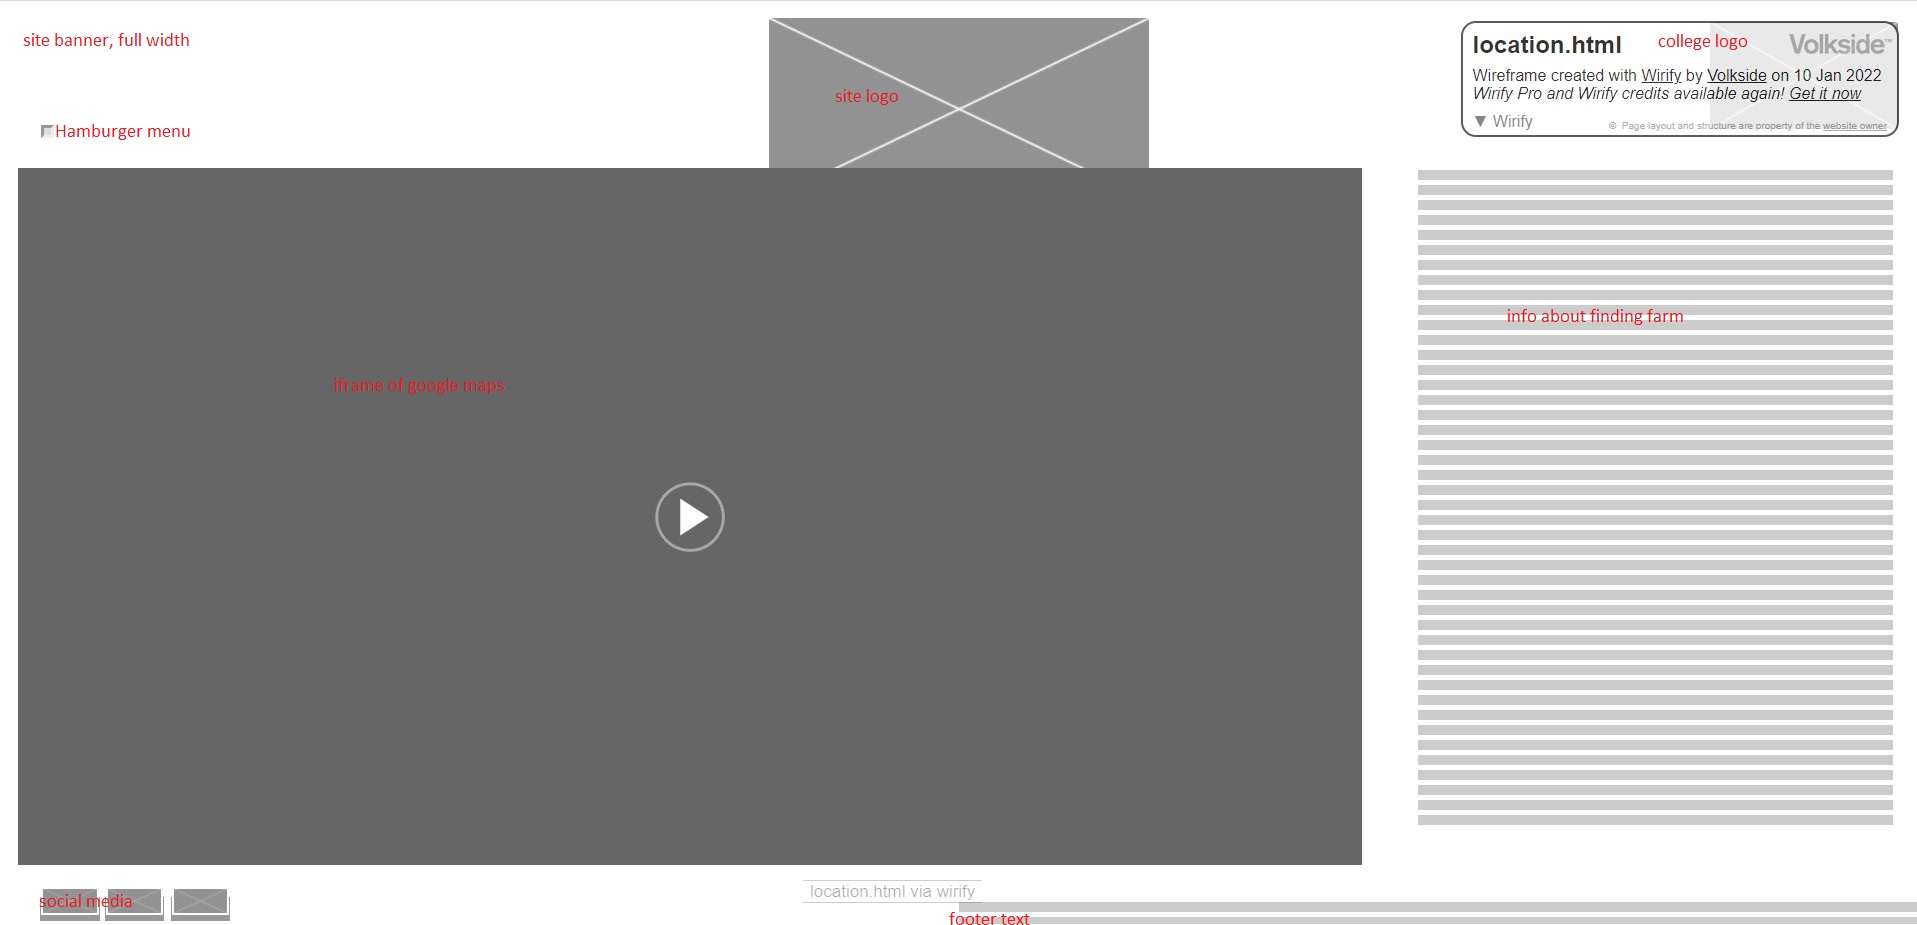 site banner, full width
site logo
location.html
college logo
Volkside™
Wireframe created with Wirify by Volkside on 10 Jan 2022
Wirify Pro and Wirify credits available again! Get it now
▼ Wirify
© Page layout and structure are property of the website owner
Hamburger menu
info about finding farm
iframe of google maps
social media
location.html via wirify
footer text